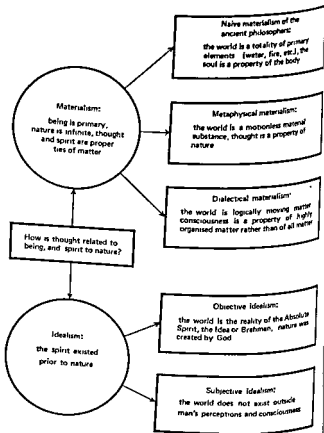 Naive materialism of the
ancient philosophers:
the world is a totality of primary
elements (water, fire, etc.), the
soul is a property of the body
Materialism:
being is primary,
nature is infinite, thought
and spirit are proper
ties of matter
Metaphysical materialism:
the world is a motionless material
substance, thought is a property of
nature
Dialectical materialism:
the world is logically moving matter
consciousness is a property of highly
organised matter rather than of all matter
How is thought related to
being, and spirit to nature?
Idealism:
the spirit existed
prior to nature
Objective idealism:
the world is the reality of the Absolute
Spirit, the Idea or Brahman, nature was
created by God
Subjective idealism:
the world does not exist outside
man's perceptions and consciousness